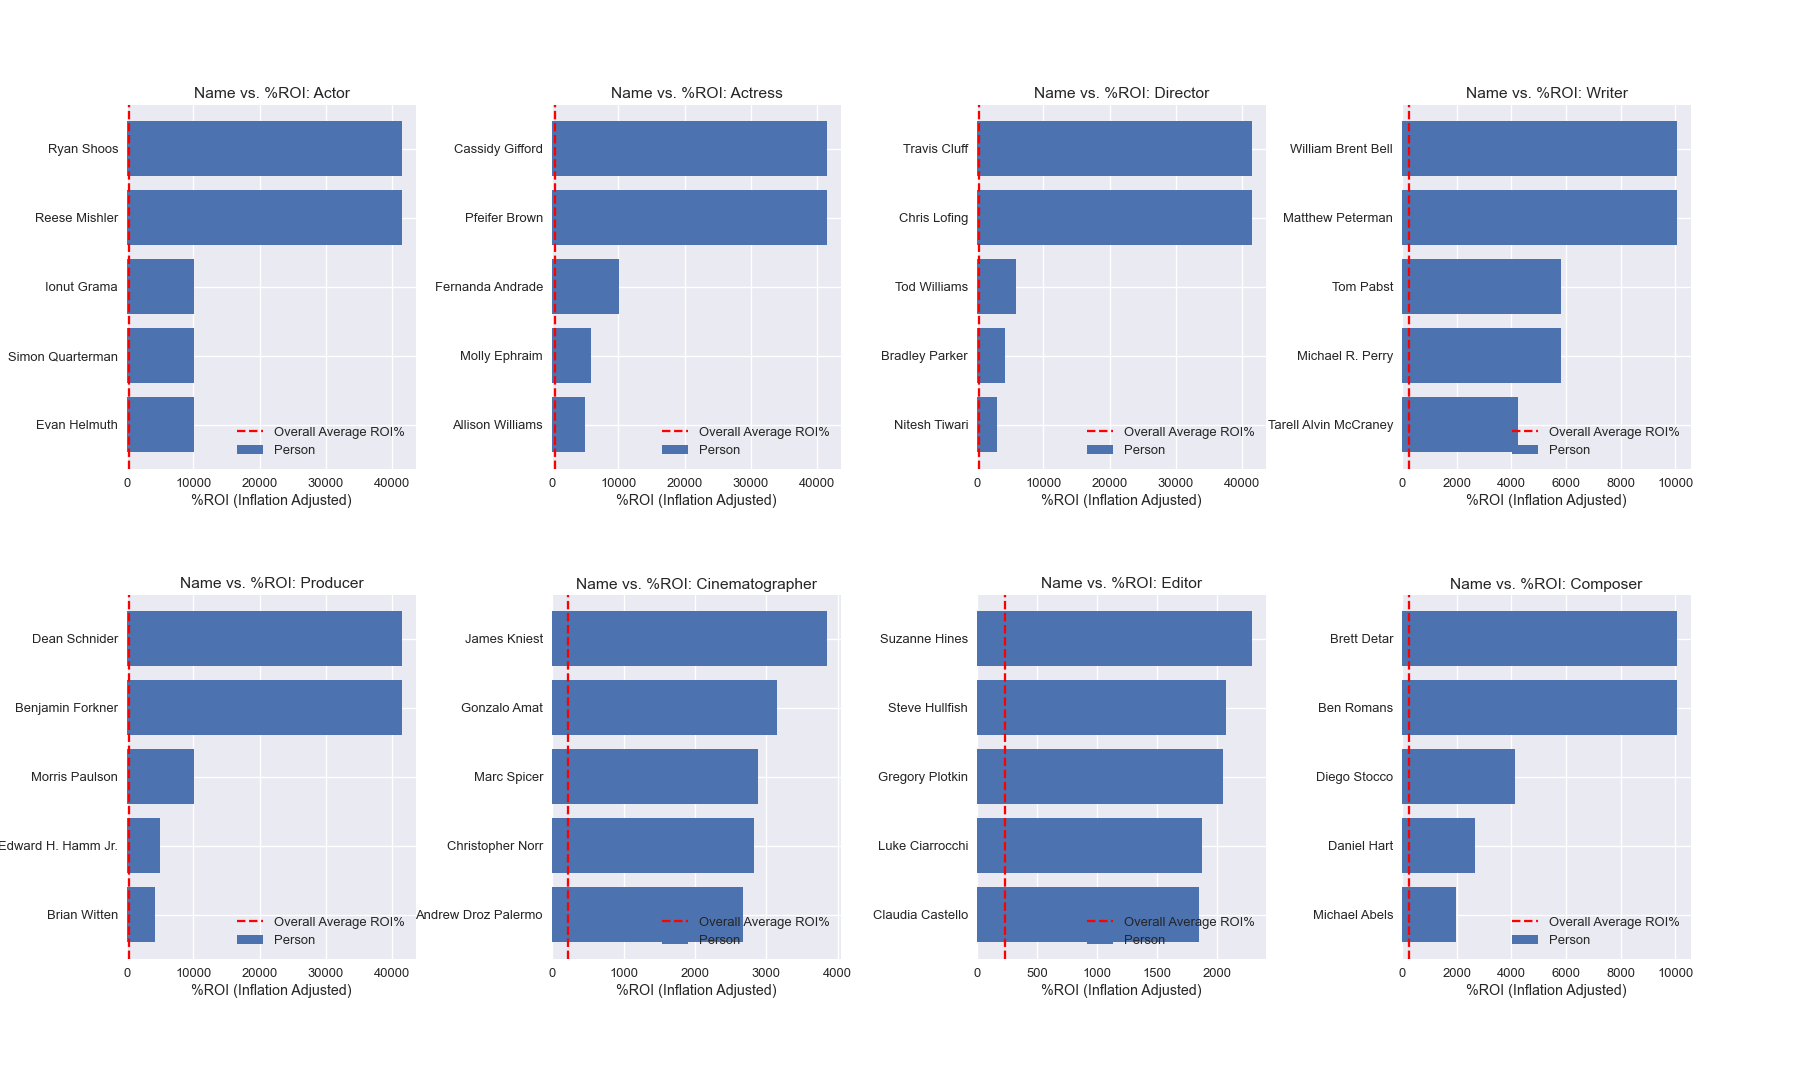 Name vs. %ROI: Actor
Ryan Shoos
Reese Mishler
Ionut Grama
Simon Quarterman
Evan Helmuth
Overall Average ROI%
Person
0 10000 20000 30000 40000
%ROI (Inflation Adjusted)
Name vs. %ROI: Actress
Cassidy Gifford
Pfeifer Brown
Fernanda Andrade
Molly Ephraim
Allison Williams
Overall Average ROI%
Person
0 10000 20000 30000 40000
%ROI (Inflation Adjusted)
Name vs. %ROI: Director
Travis Cluff
Chris Lofing
Tod Williams
Bradley Parker
Nitesh Tiwari
Overall Average ROI%
Person
0 10000 20000 30000 40000
%ROI (Inflation Adjusted)
Name vs. %ROI: Writer
William Brent Bell
Matthew Peterman
Tom Pabst
Michael R. Perry
Tarell Alvin McCraney
Overall Average ROI%
Person
0 2000 4000 6000 8000 10000
%ROI (Inflation Adjusted)
Name vs. %ROI: Producer
Dean Schnider
Benjamin Forkner
Morris Paulson
Edward H. Hamm Jr.
Brian Witten
Overall Average ROI%
Person
0 10000 20000 30000 40000
%ROI (Inflation Adjusted)
Name vs. %ROI: Cinematographer
James Kniest
Gonzalo Amat
Marc Spicer
Christopher Norr
Andrew Droz Palermo
Overall Average ROI%
Person
0 1000 2000 3000 4000
%ROI (Inflation Adjusted)
Name vs. %ROI: Editor
Suzanne Hines
Steve Hullfish
Gregory Plotkin
Luke Ciarrocchi
Claudia Castello
Overall Average ROI%
Person
0 500 1000 1500 2000
%ROI (Inflation Adjusted)
Name vs. %ROI: Composer
Brett Detar
Ben Romans
Diego Stocco
Daniel Hart
Michael Abels
Overall Average ROI%
Person
0 2000 4000 6000 8000 10000
%ROI (Inflation Adjusted)